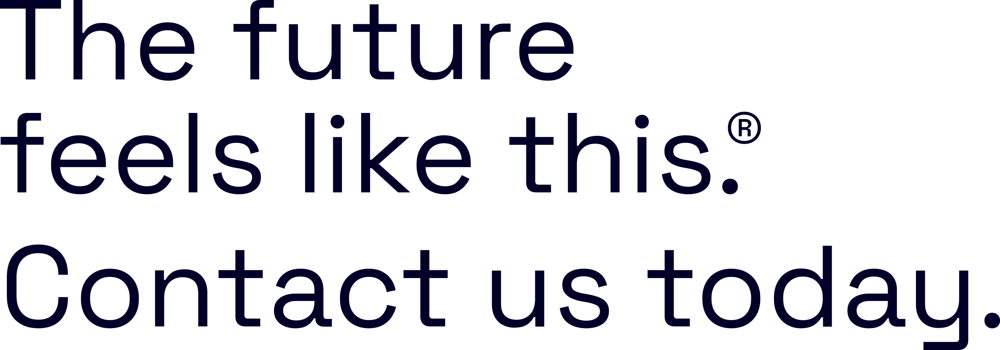 The future
feels like this.®
Contact us today.